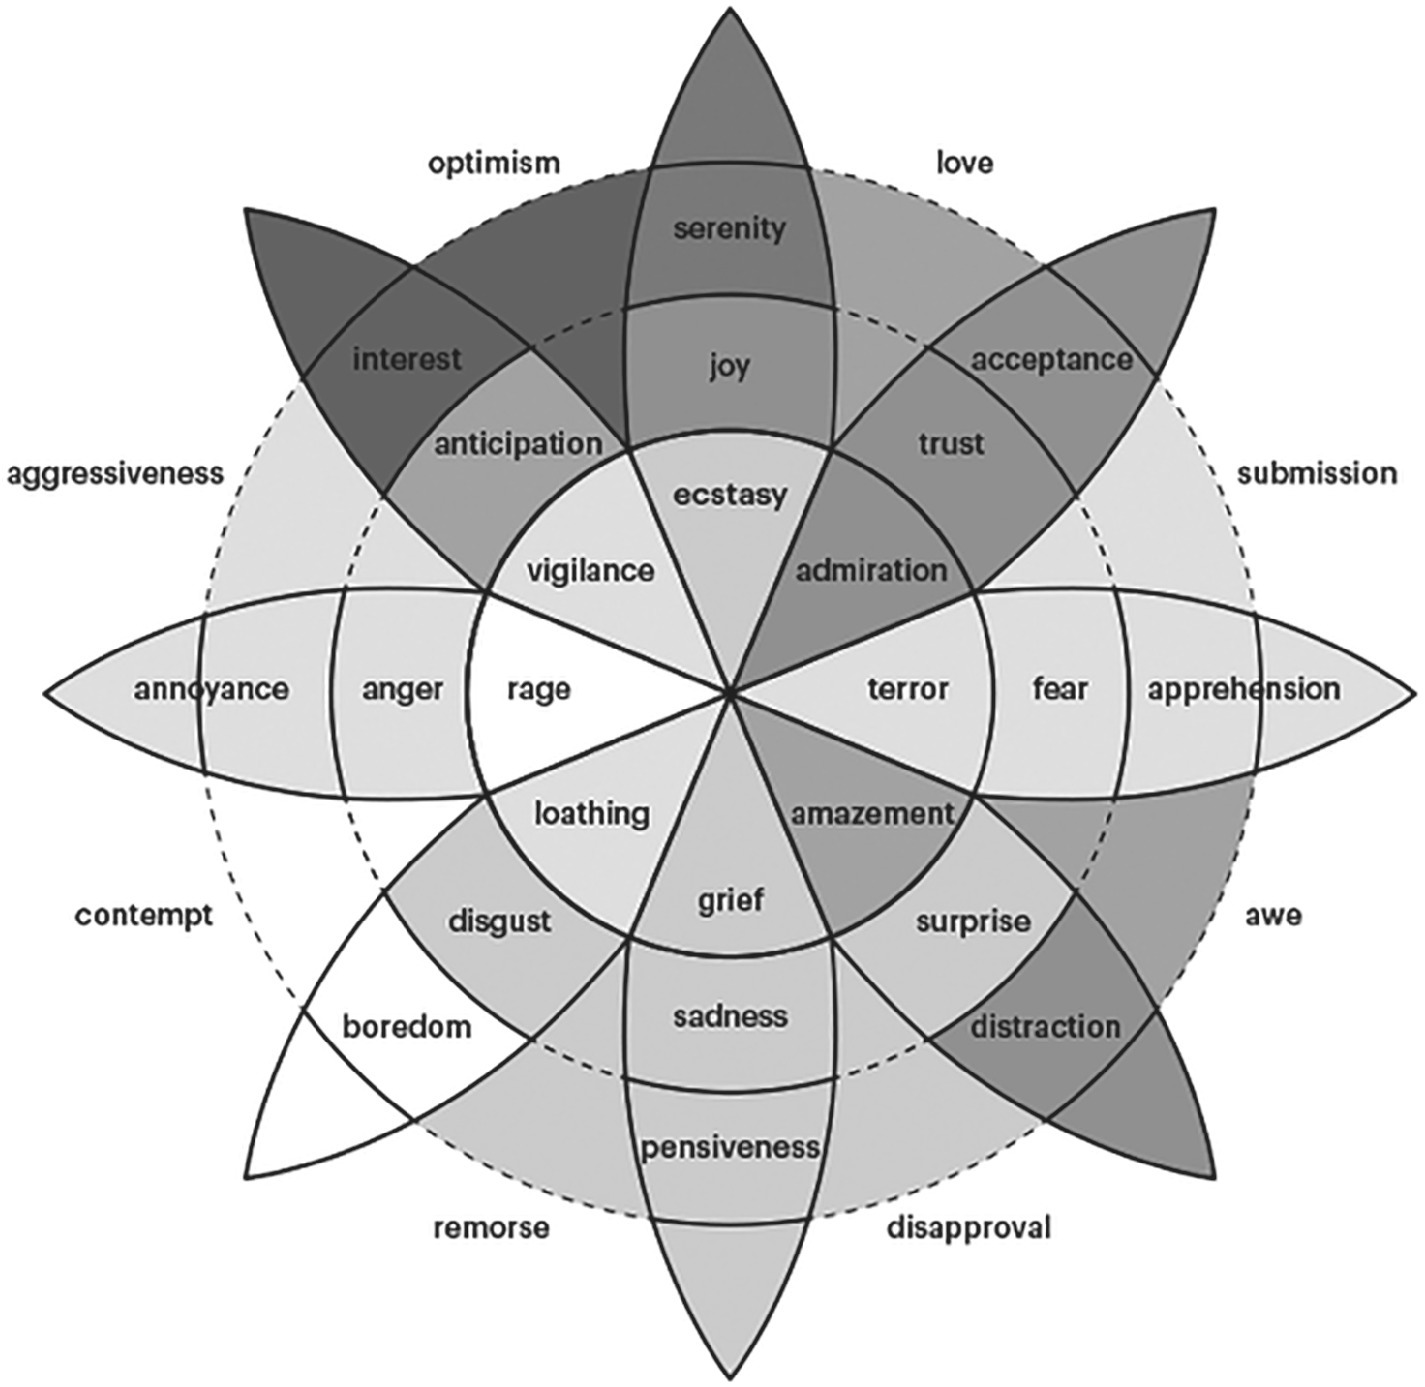 optimism
love
serenity
interest
joy
acceptance
anticipation
trust
aggressiveness
submission
ecstasy
vigilance
admiration
annoyance
anger
rage
terror
fear
apprehension
loathing
amazement
grief
contempt
disgust
surprise
awe
boredom
sadness
distraction
pensiveness
remorse
disapproval